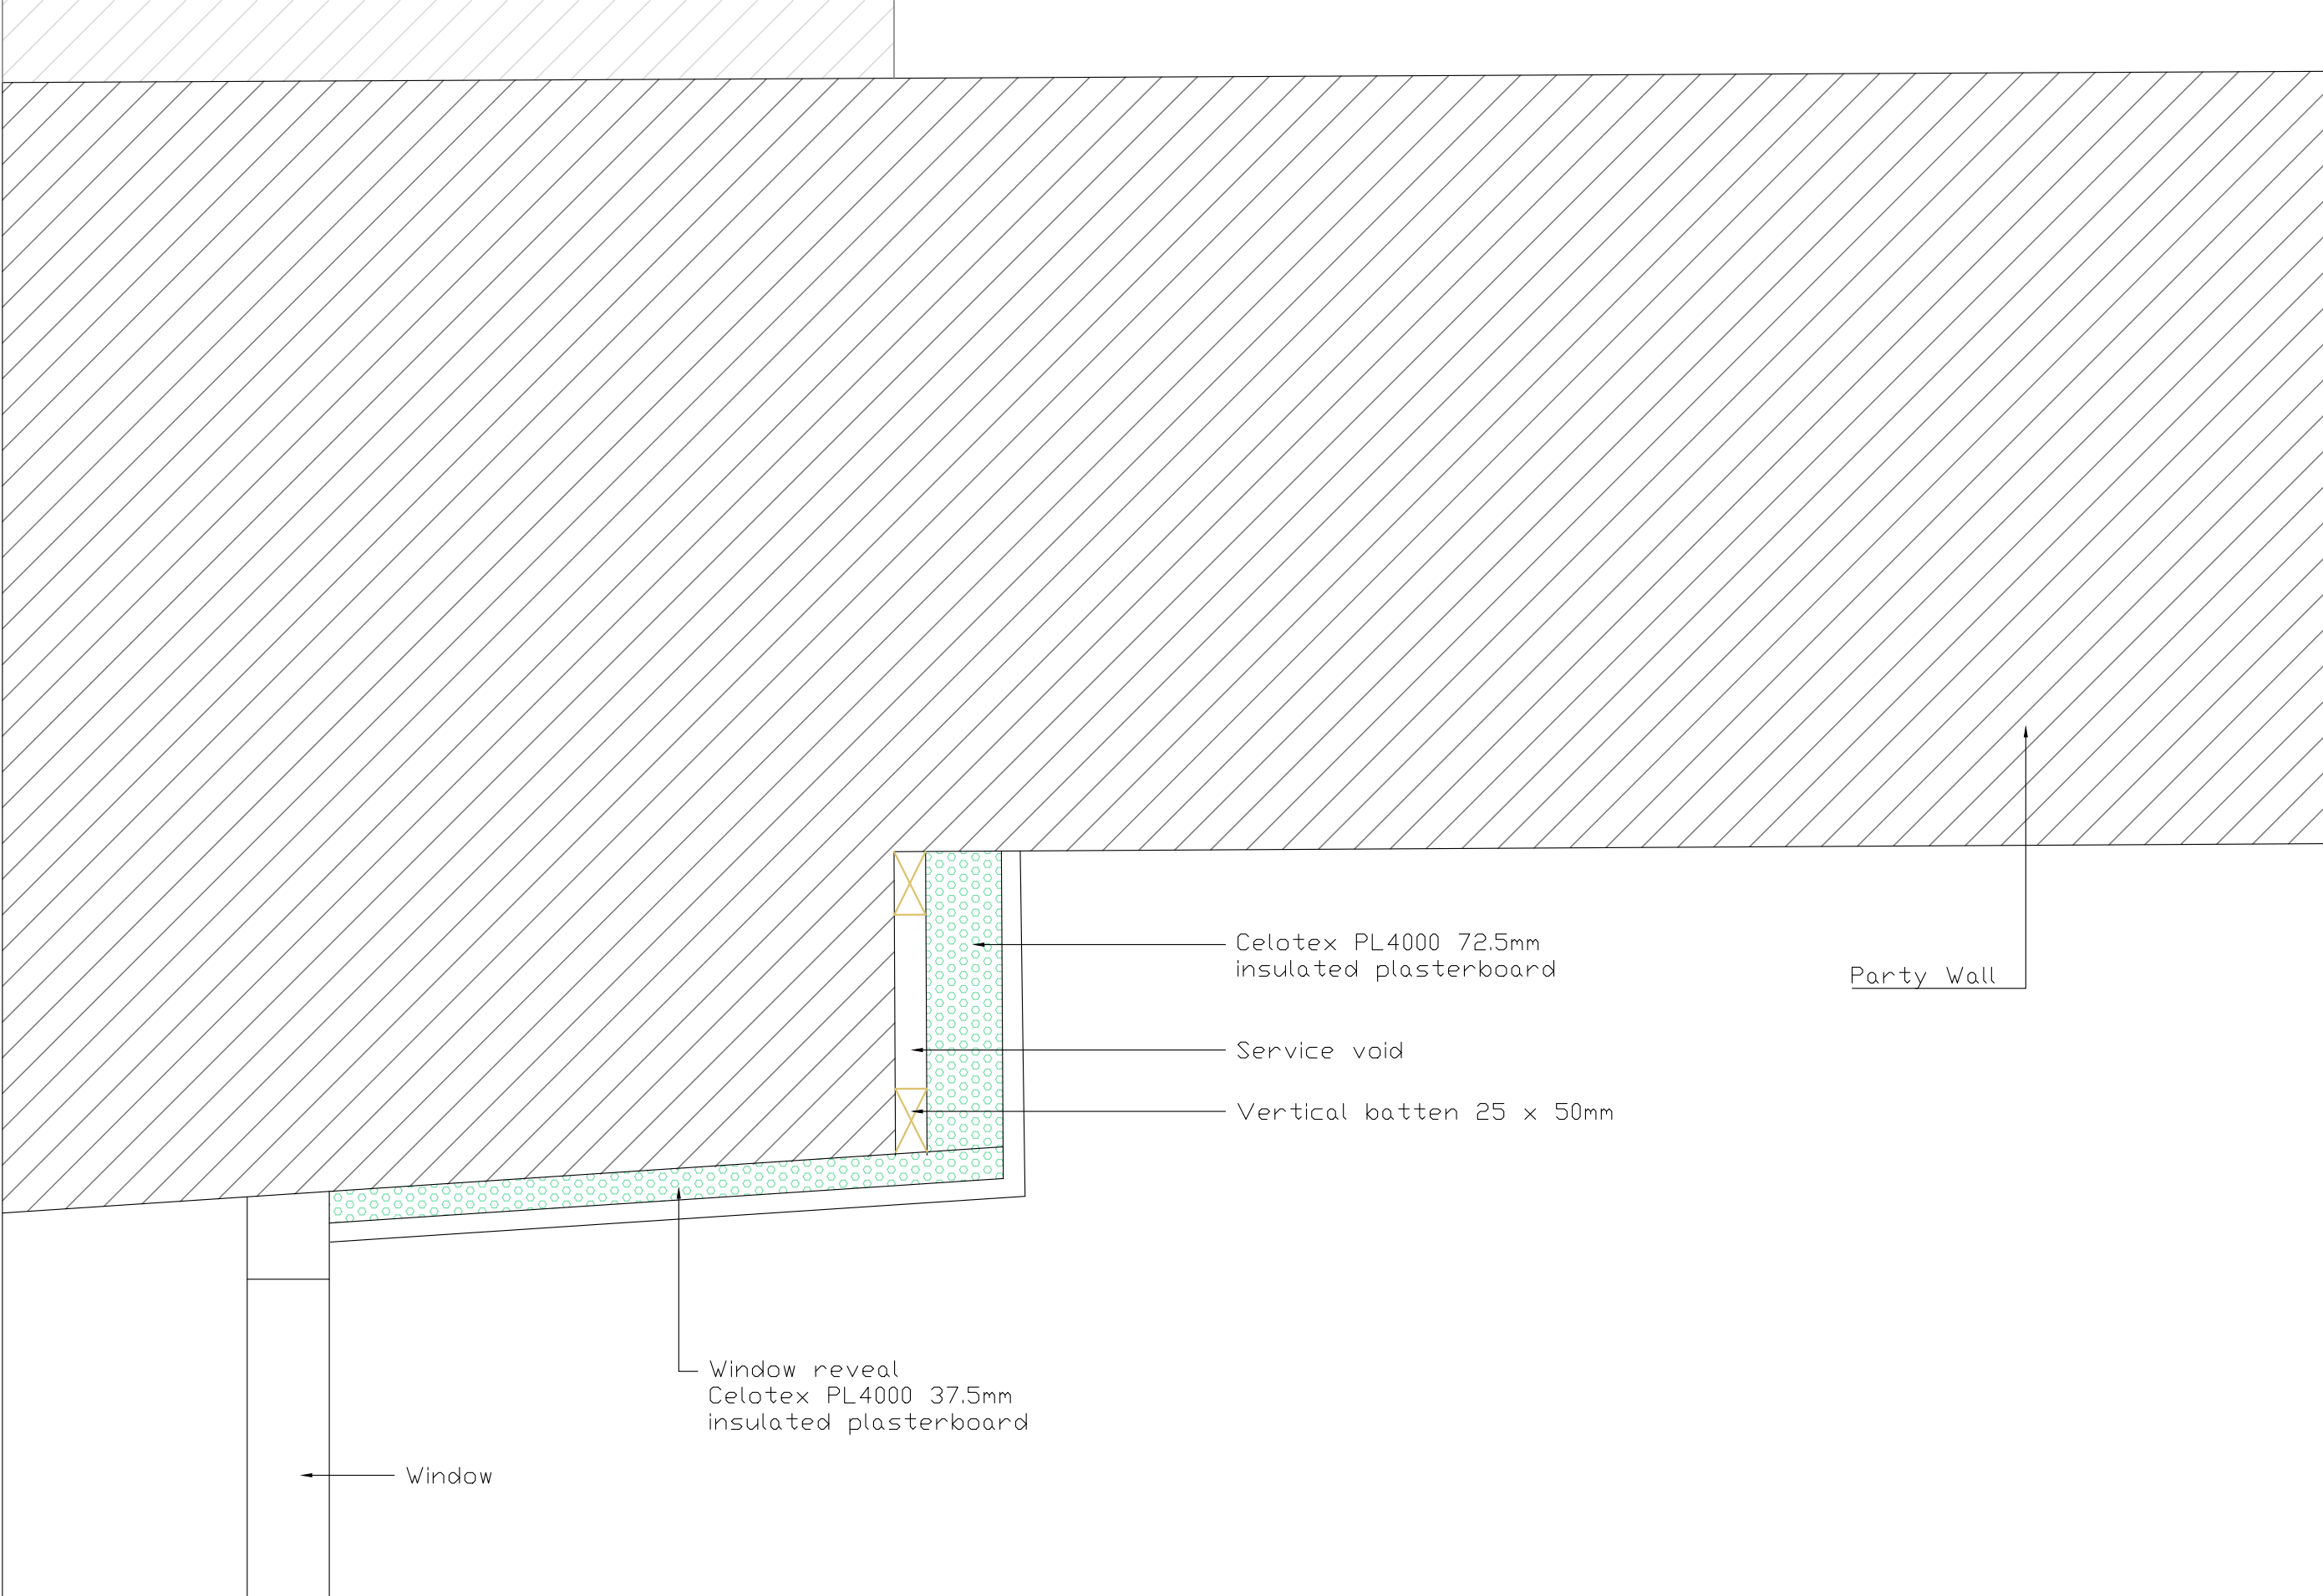 Celotex PL4000 72.5mm
insulated plasterboard
Party Wall
Service void
Vertical batten 25 x 50mm
Window reveal
Celotex PL4000 37.5mm
insulated plasterboard
Window